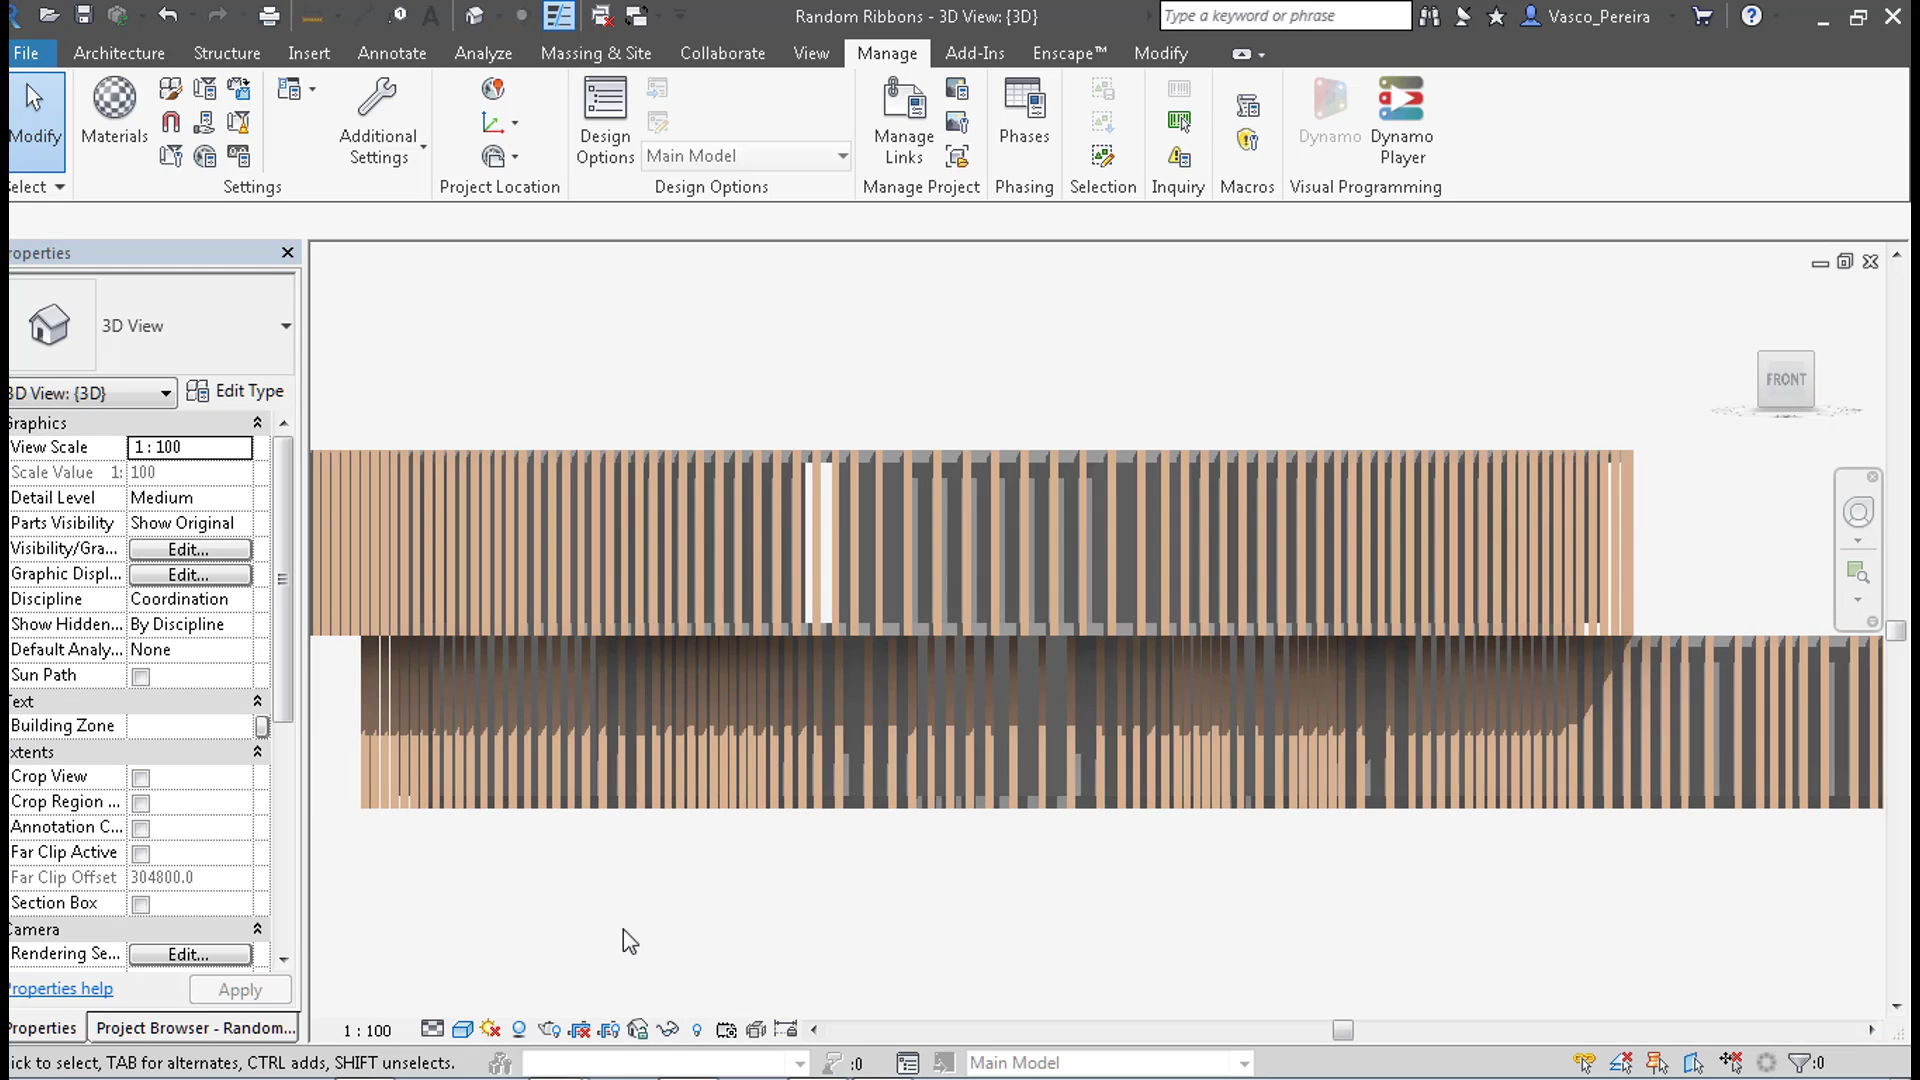 Random Ribbons - 3D View: {3D}
Type a keyword or phrase
Vasco_Pereira
File
Architecture
Structure
Insert
Annotate
Analyze
Massing & Site
Collaborate
View
Manage
Add-Ins
Enscape™
Modify
Modify
Materials
Additional
Settings
Design
Options
Main Model
Manage
Links
Phases
Dynamo
Dynamo
Player
elect
Settings
Project Location
Design Options
Manage Project
Phasing
Selection
Inquiry
Macros
Visual Programming
roperties
3D View
3D View: {3D}
Edit Type
Graphics
View Scale
1 : 100
Scale Value 1:
100
Detail Level
Medium
Parts Visibility
Show Original
Visibility/Gra...
Edit...
Graphic Displ...
Edit...
Discipline
Coordination
Show Hidden...
By Discipline
Default Analy...
None
Sun Path
Text
Building Zone
xtents
Crop View
Crop Region ...
Annotation C...
Far Clip Active
Far Clip Offset
304800.0
Section Box
Camera
Rendering Se...
Edit...
roperties help
Apply
Properties
Project Browser - Random...
FRONT
1 : 100
ick to select, TAB for alternates, CTRL adds, SHIFT unselects.
:0
Main Model
:0